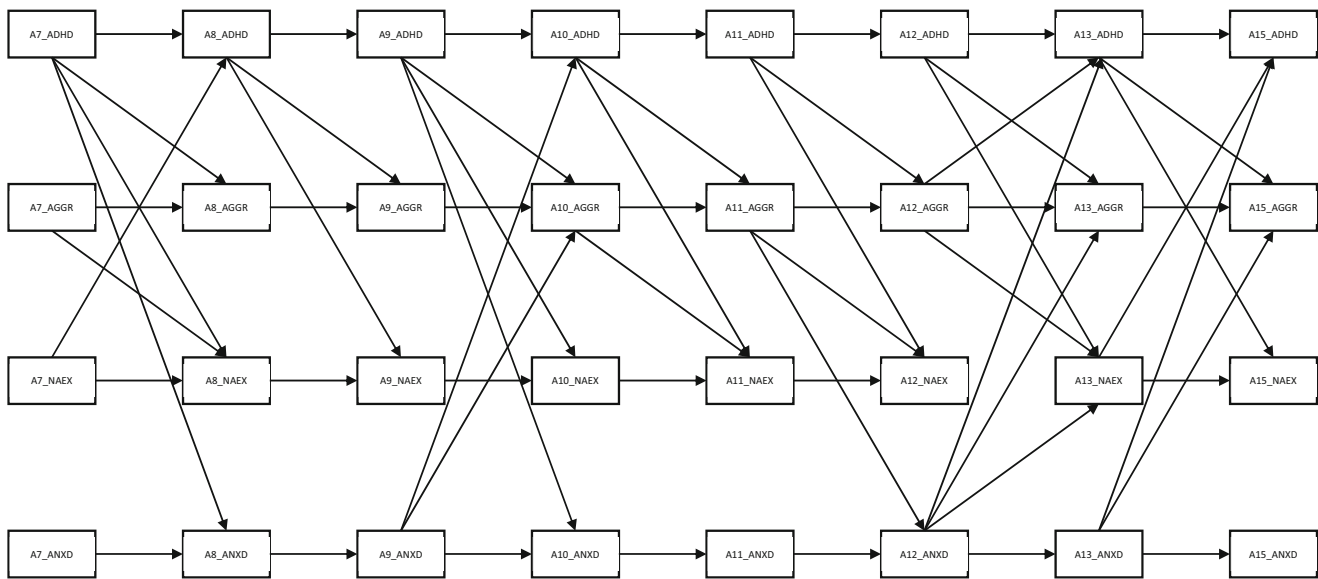 A7_ADHD A8_ADHD A9_ADHD A10_ADHD A11_ADHD A12_ADHD A13_ADHD A15_ADHD
A7_AGGR A8_AGGR A9_AGGR A10_AGGR A11_AGGR A12_AGGR A13_AGGR A15_AGGR
A7_NAEX A8_NAEX A9_NAEX A10_NAEX A11_NAEX A12_NAEX A13_NAEX A15_NAEX
A7_ANXD A8_ANXD A9_ANXD A10_ANXD A11_ANXD A12_ANXD A13_ANXD A15_ANXD